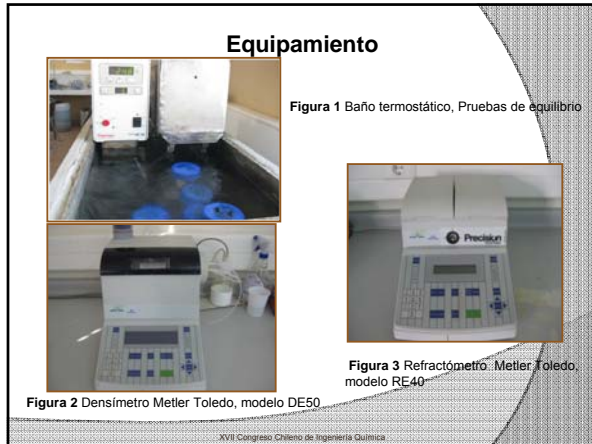 Equipamiento
Figura 1 Baño termostático, Pruebas de equilibrio
Precision
Figura 3 Refractómetro Metler Toledo,
modelo RE40
Figura 2 Densímetro Metler Toledo, modelo DE50
XVII Congreso Chileno de Ingeniería Química